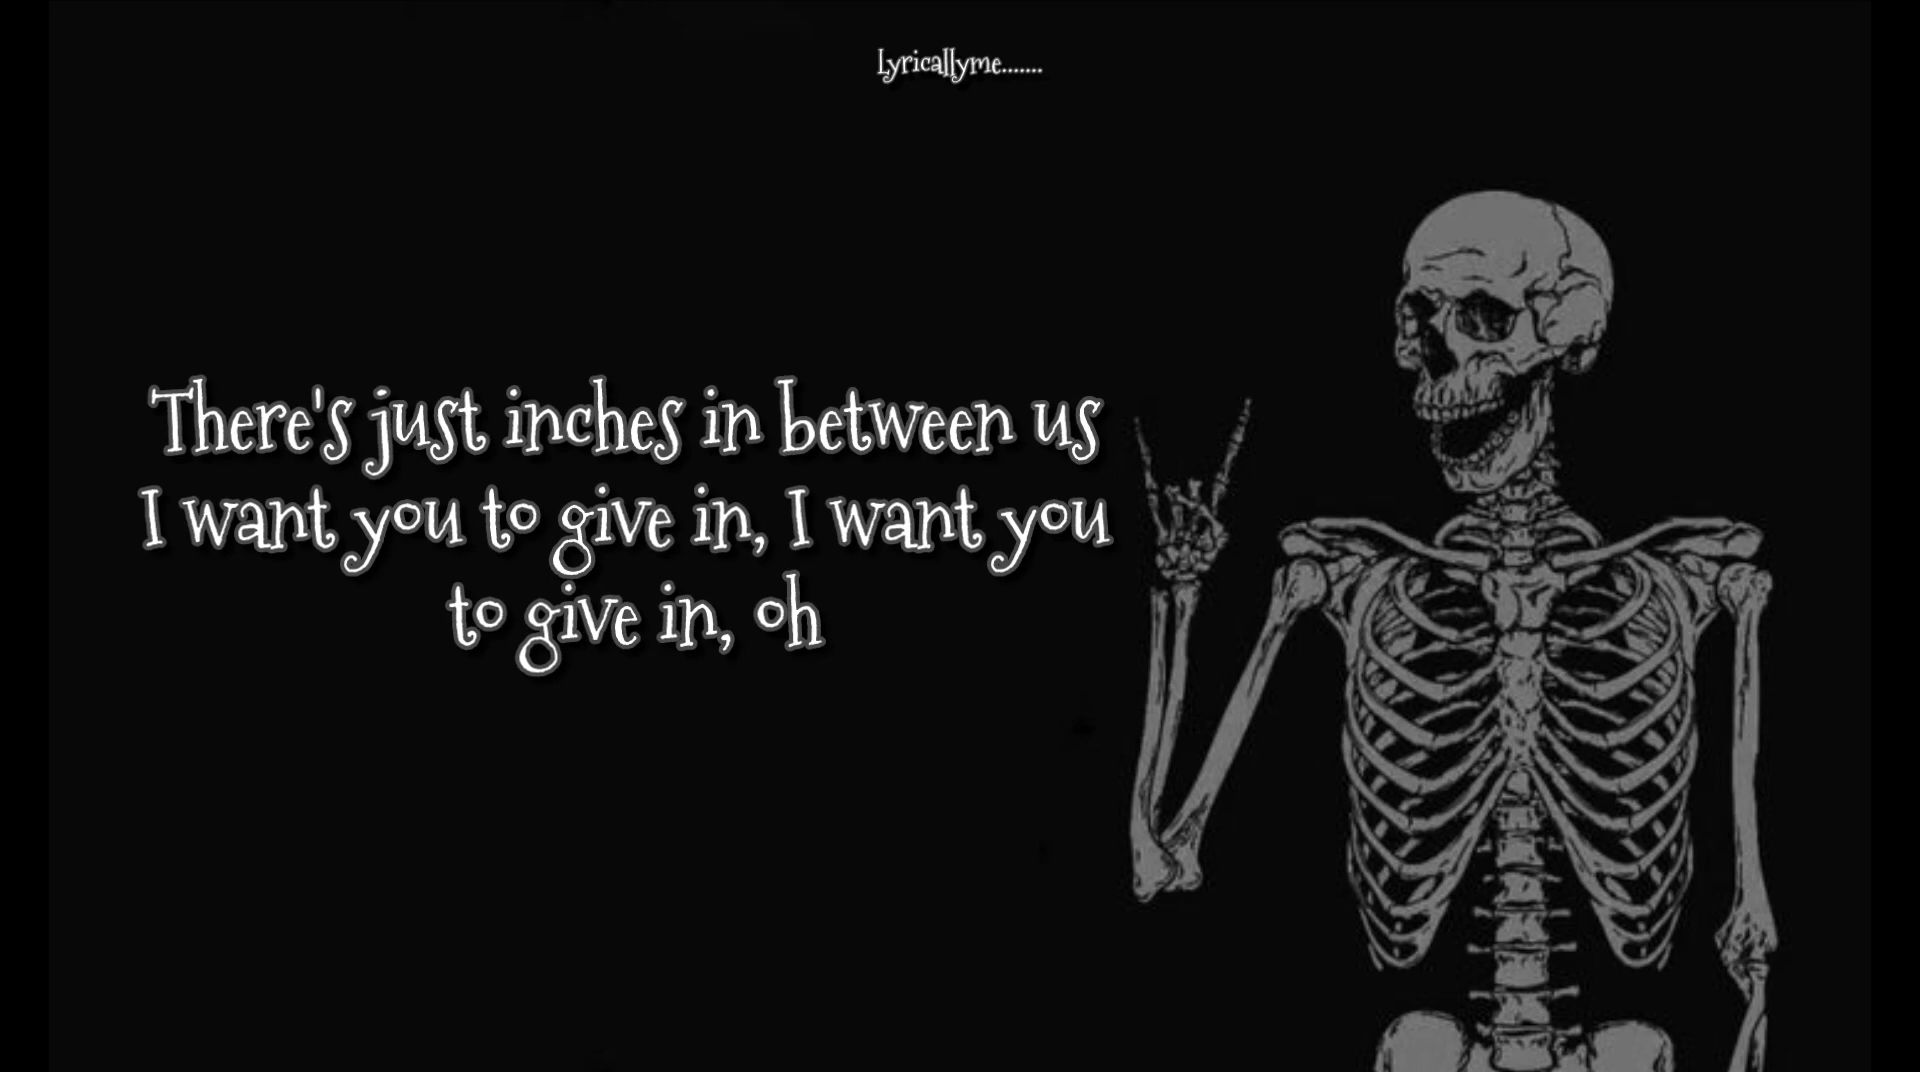 Lyricallyme.......
There's just inches in between us
I want you to give in, I want you
to give in, oh